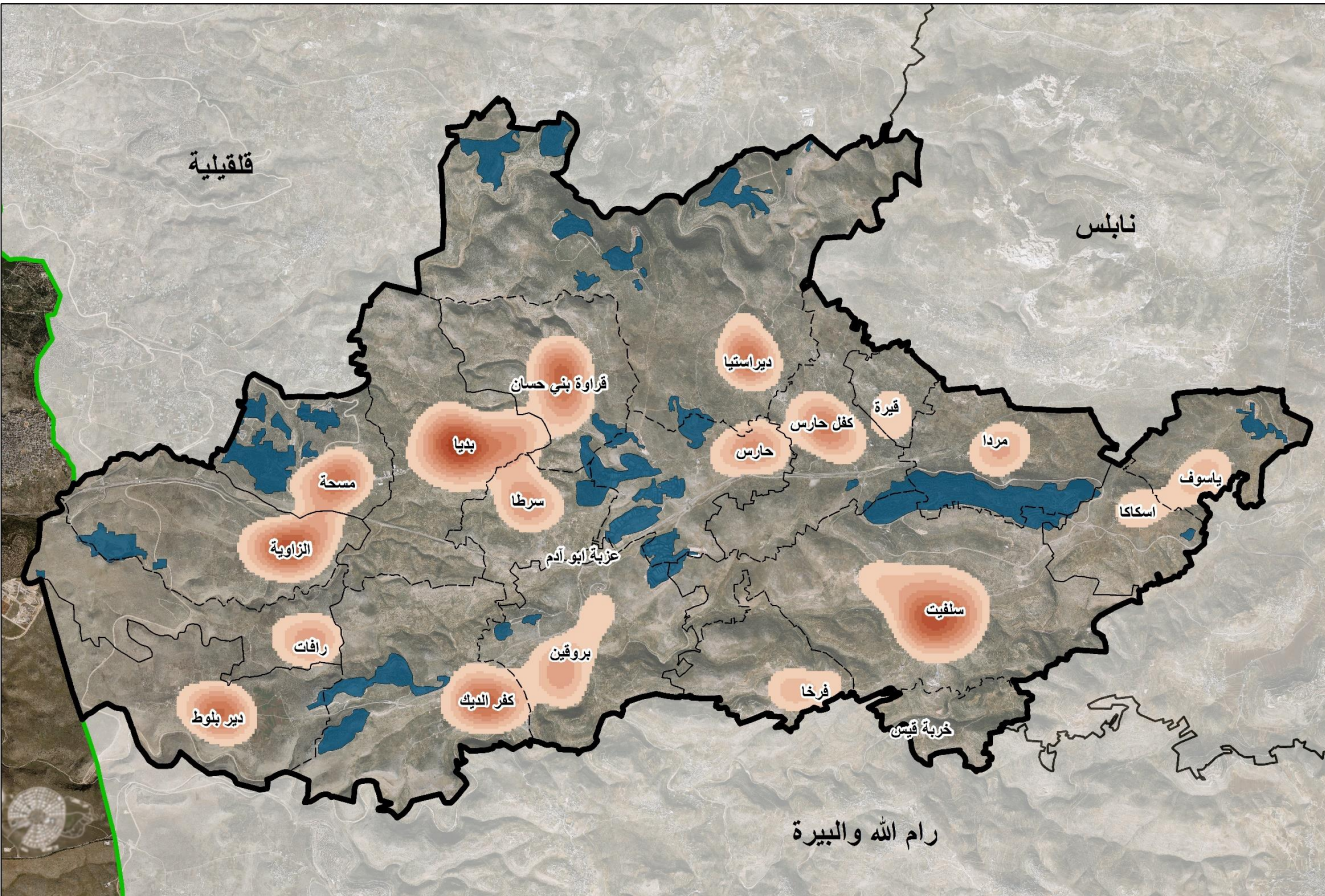 قلقيلية
نابلس
ديراستيا
قراوة بني حسان
قيرة
كفل حارس
بديا
حارس
مردا
ياسوف
مسحة
سرطا
اسكاكا
الزاوية
عزبة ابو آدم
سلفيت
رافات
بروقين
فرخا
كفر الديك
دير بلوط
خربة قيس
رام الله والبيرة